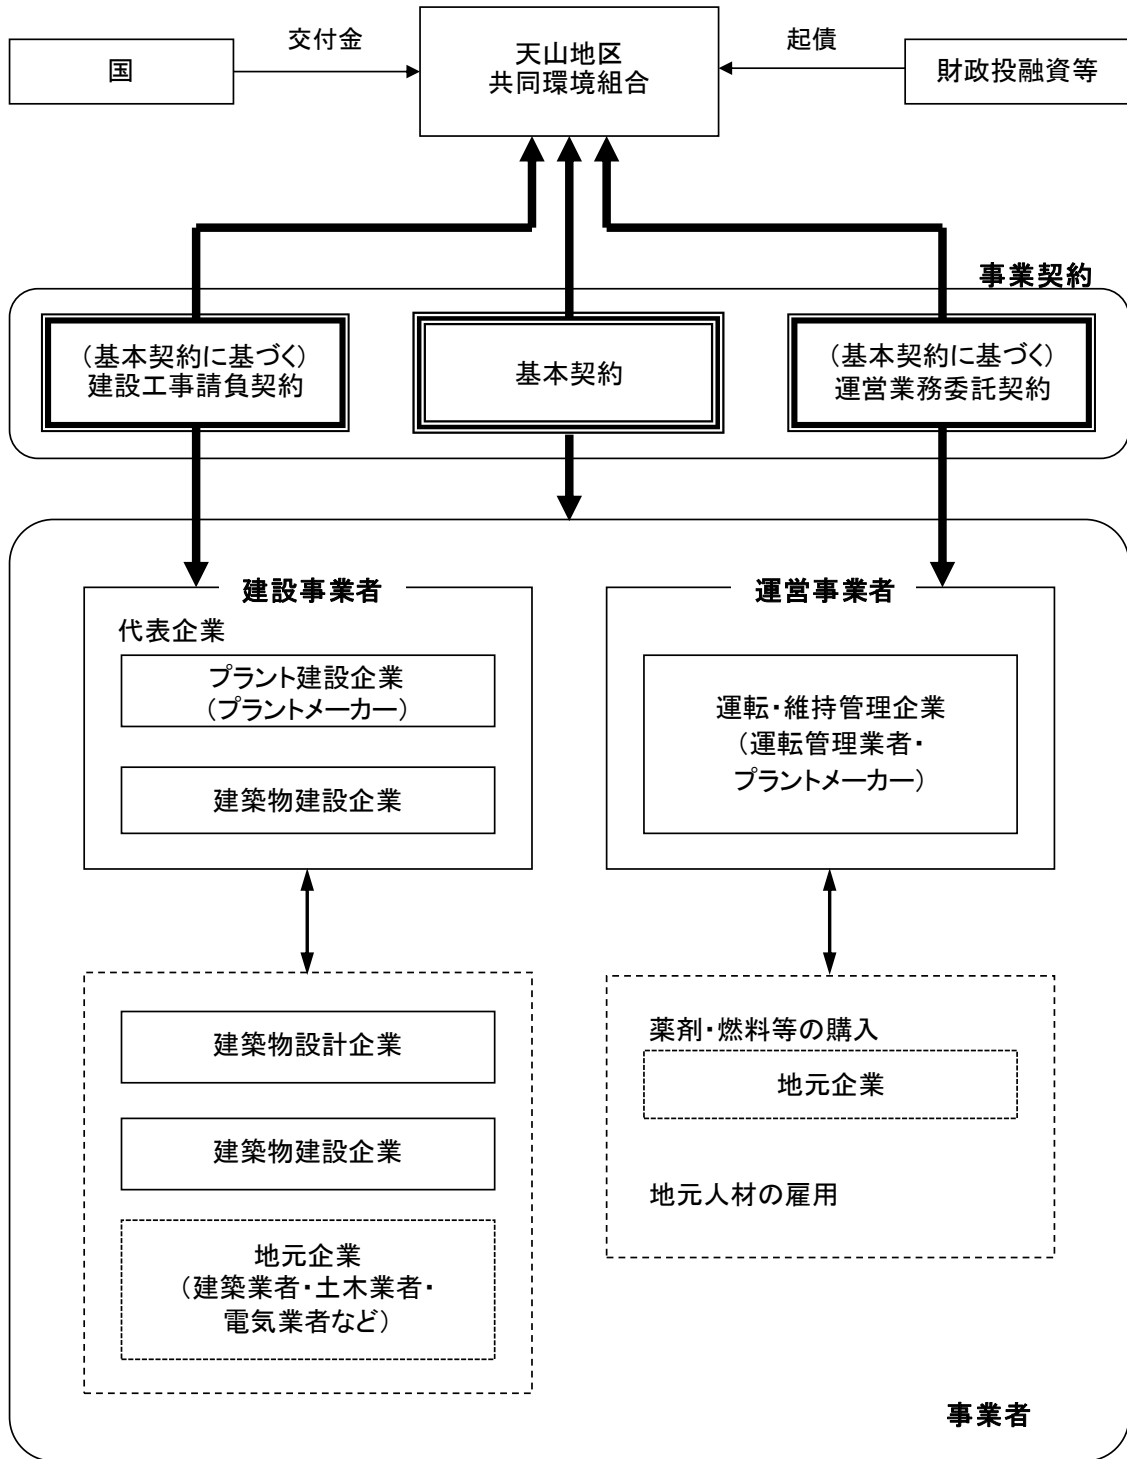 交付金
起債
国
天山地区
共同環境組合
財政投融資等
事業契約
（基本契約に基づく）
建設工事請負契約
基本契約
（基本契約に基づく）
運営業務委託契約
建設事業者
代表企業
プラント建設企業
（プラントメーカー）
建築物建設企業
運営事業者
運転・維持管理企業
（運転管理業者・
プラントメーカー）
建築物設計企業
建築物建設企業
地元企業
（建築業者・土木業者・
電気業者など）
薬剤・燃料等の購入
地元企業
地元人材の雇用
事業者